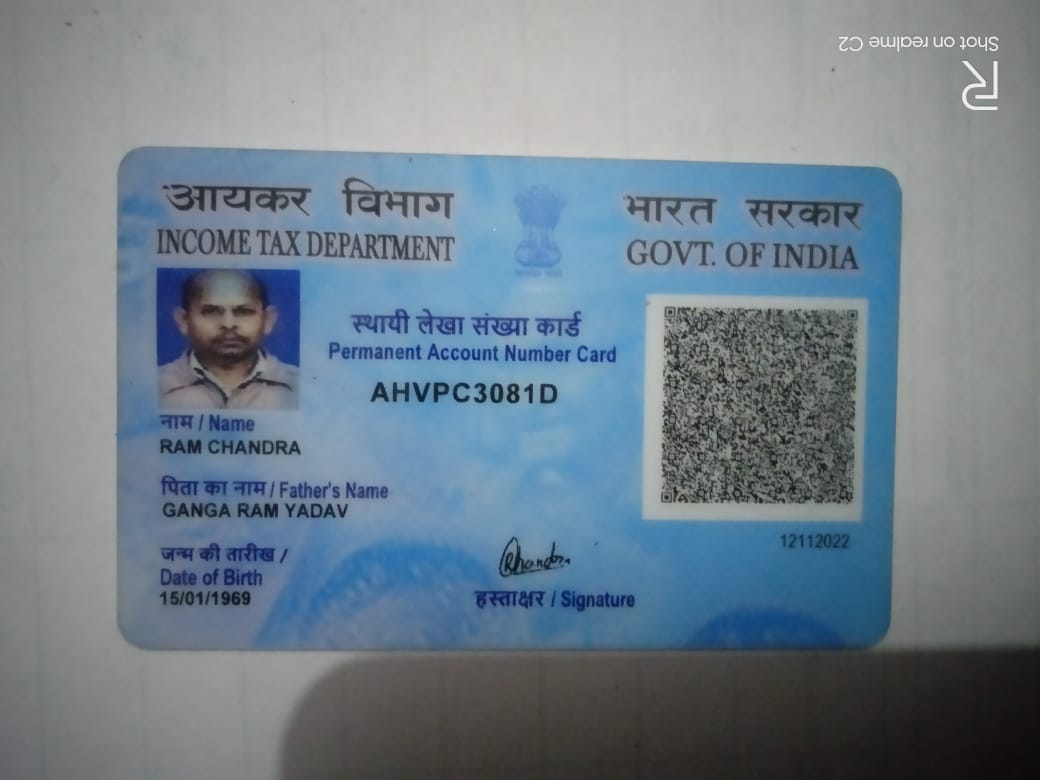 Shot on realme C2
आयकर विभाग
INCOME TAX DEPARTMENT
भारत सरकार
GOVT. OF INDIA
स्थायी लेखा संख्या कार्ड
Permanent Account Number Card
AHVPC3081D
नाम / Name
RAM CHANDRA
पिता का नाम / Father's Name
GANGA RAM YADAV
जन्म की तारीख /
Date of Birth
15/01/1969
हस्ताक्षर / Signature
12112022